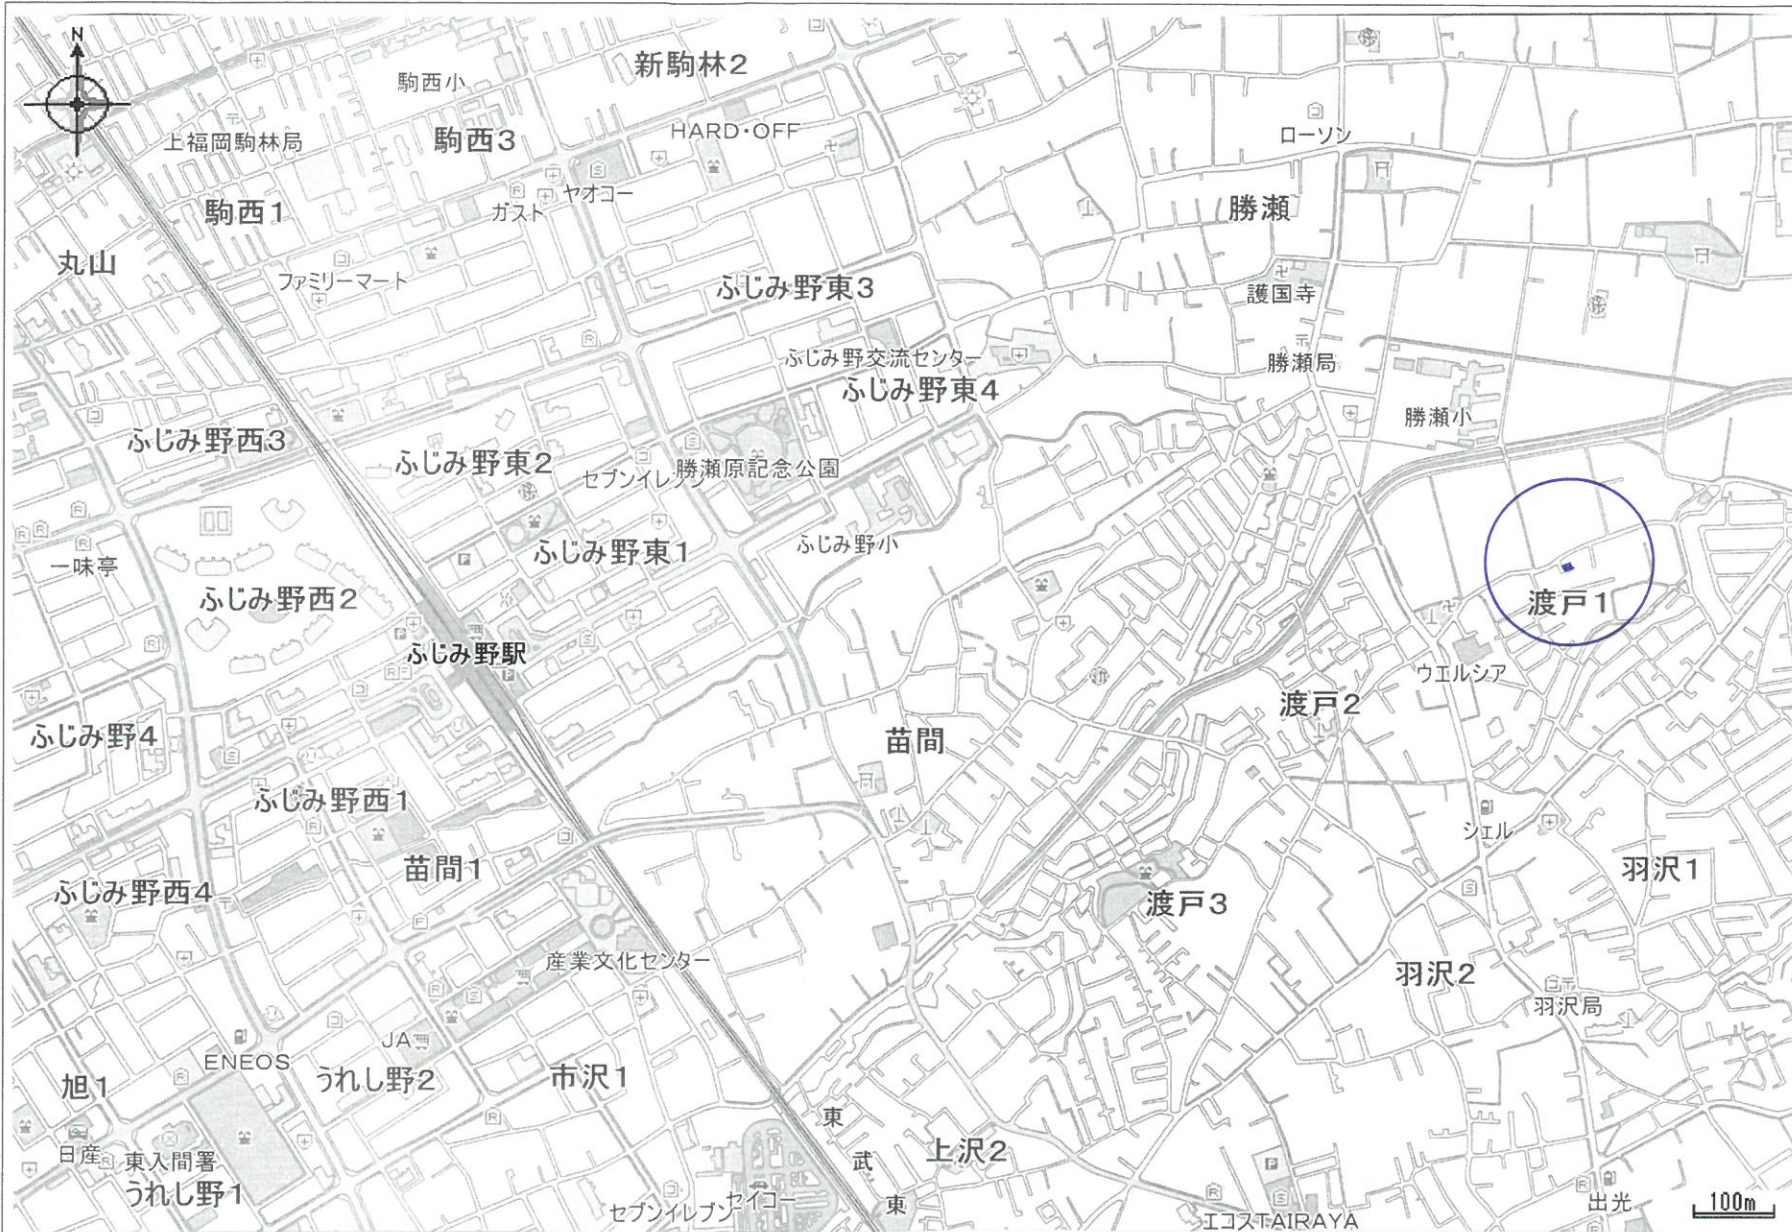 N
新駒林2
駒西小
上福岡駒林局
駒西3
HARD・OFF
ローソン
ヤオコー
ガスト
駒西1
勝瀬
丸山
ファミリーマート
ふじみ野東3
護国寺
ふじみ野交流センター
勝瀬局
ふじみ野東4
勝瀬小
ふじみ野西3
ふじみ野東2
セブンイレブン
勝瀬原記念公園
ふじみ野東1
ふじみ野小
一味亭
ふじみ野西2
渡戸1
ふじみ野駅
ウエルシア
渡戸2
ふじみ野4
苗間
ふじみ野西1
シェル
苗間1
羽沢1
ふじみ野西4
渡戸3
産業文化センター
羽沢2
羽沢局
JA
ENEOS
うれし野2
市沢1
旭1
東
武
東
上沢2
日産
東入間署
うれし野1
セブンイレブン
セイコー
エコスTAIRAYA
出光
100m